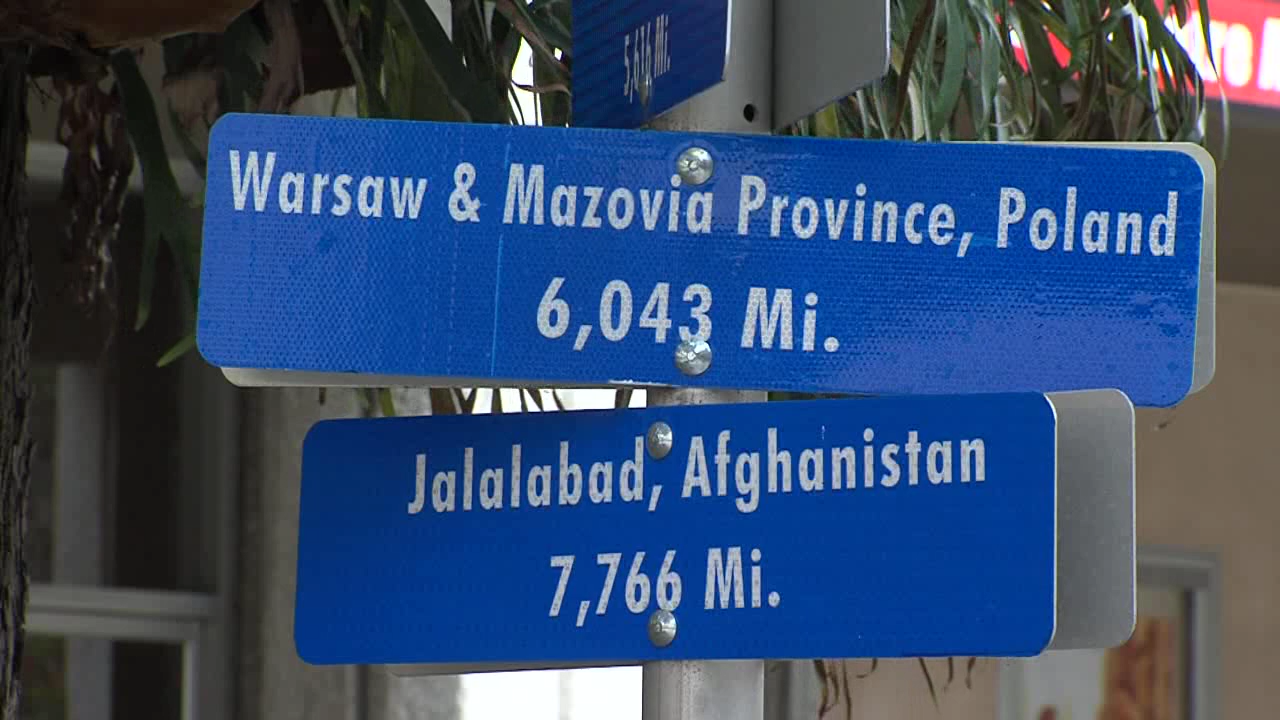 5,616 Mi.
Warsaw & Mazovia Province, Poland
6,043 Mi.
Jalalabad, Afghanistan
7,766 Mi.